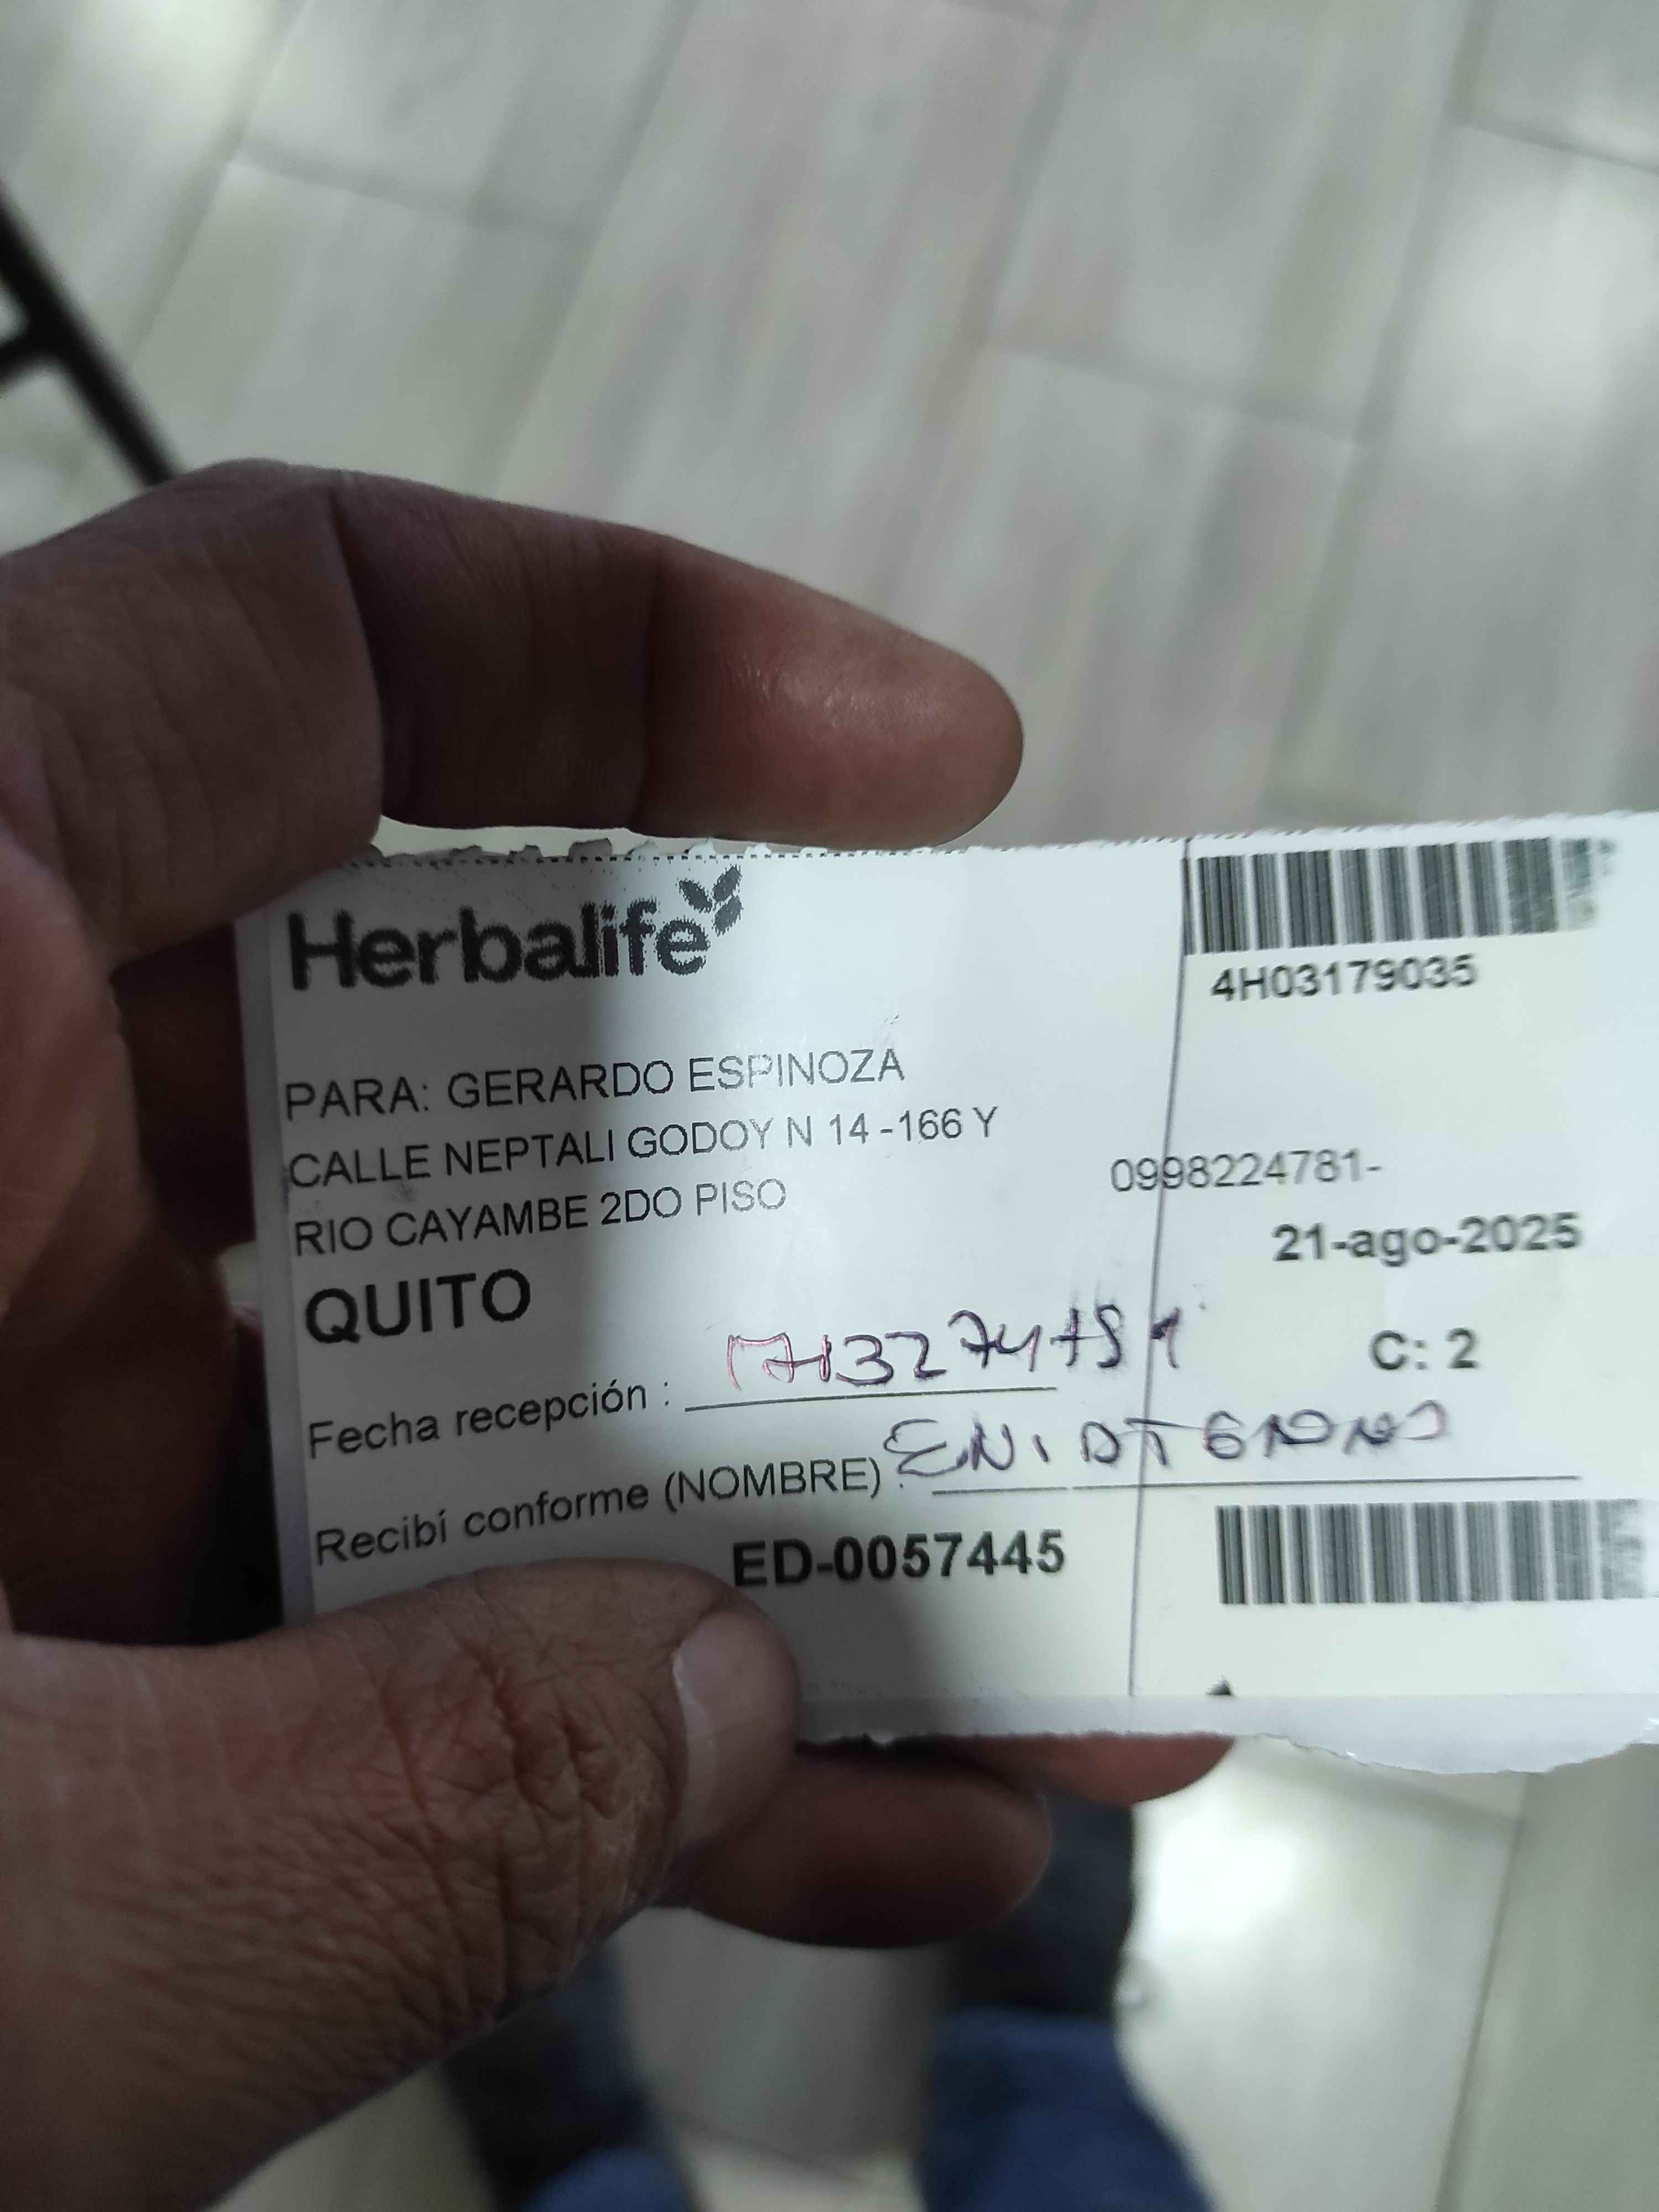 Herbalife
4H03179035
PARA: GERARDO ESPINOZA
CALLE NEPTALI GODOY N 14 -166 Y
RIO CAYAMBE 2DO PISO
0998224781-
21-ago-2025
QUITO
C: 2
Fecha recepción :
Recibí conforme (NOMBRE) :
ED-0057445